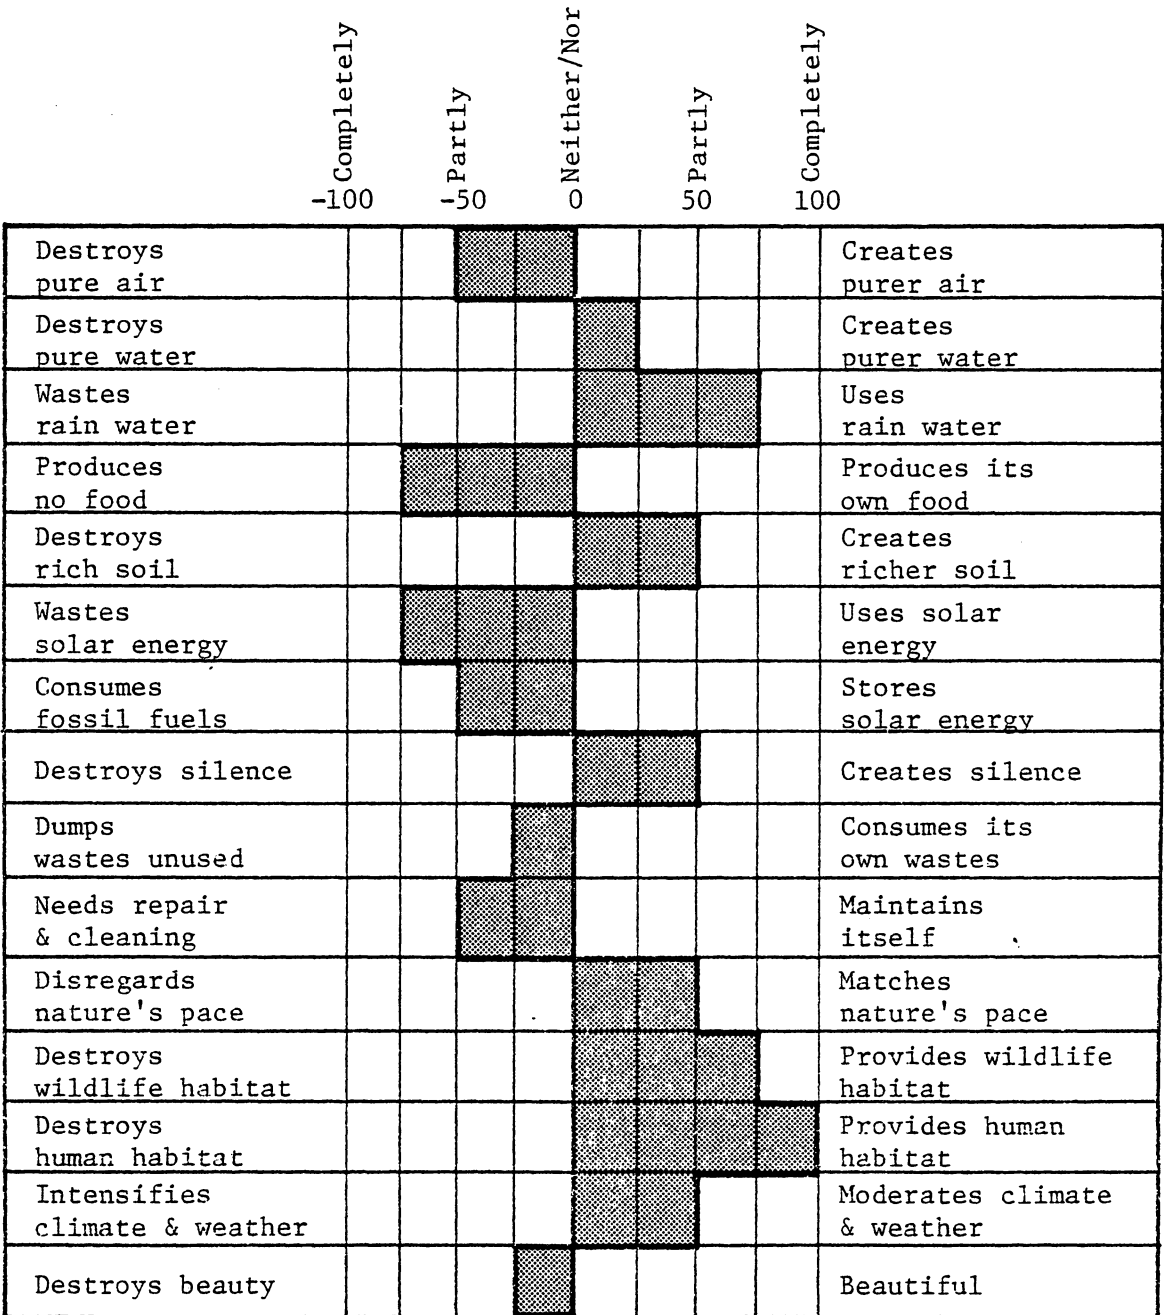 Completely
Partly
Neither/Nor
Partly
Completely
-100 -50 0 50 100
Destroys
pure air
Creates
purer air
Destroys
pure water
Creates
purer water
Wastes
rain water
Uses
rain water
Produces
no food
Produces its
own food
Destroys
rich soil
Creates
richer soil
Wastes
solar energy
Uses solar
energy
Consumes
fossil fuels
Stores
solar energy
Destroys silence
Creates silence
Dumps
wastes unused
Consumes its
own wastes
Needs repair
& cleaning
Maintains
itself
Disregards
nature's pace
Matches
nature's pace
Destroys
wildlife habitat
Provides wildlife
habitat
Destroys
human habitat
Provides human
habitat
Intensifies
climate & weather
Moderates climate
& weather
Destroys beauty
Beautiful